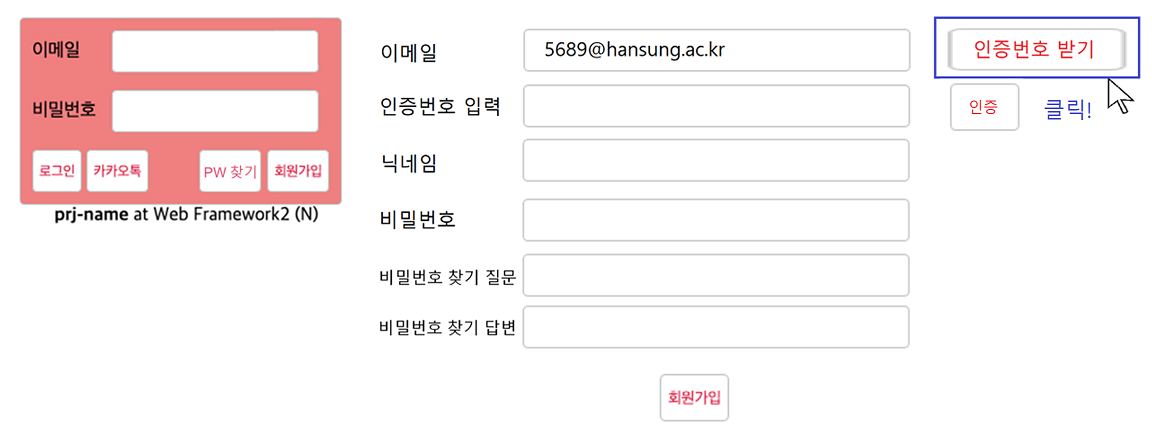 이메일
비밀번호
로그인 카카오톡 PW 찾기 회원가입
prj-name at Web Framework2 (N)
이메일 5689@hansung.ac.kr 인증번호 받기
인증번호 입력 인증 클릭!
닉네임
비밀번호
비밀번호 찾기 질문
비밀번호 찾기 답변
회원가입